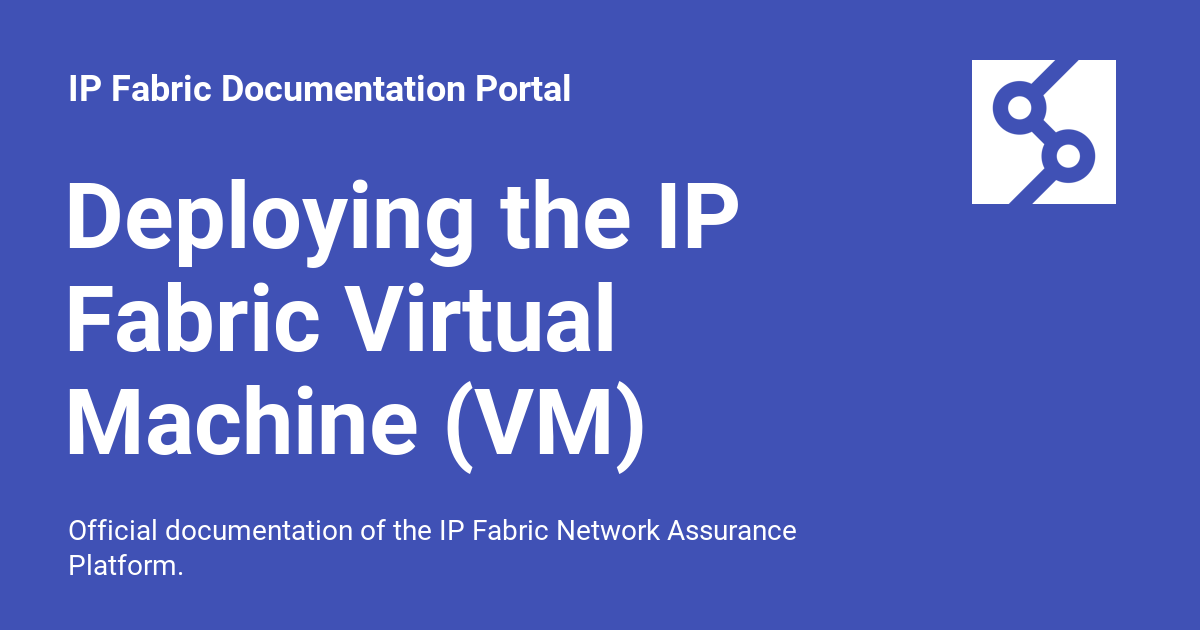 IP Fabric Documentation Portal
Deploying the IP
Fabric Virtual
Machine (VM)
Official documentation of the IP Fabric Network Assurance
Platform.